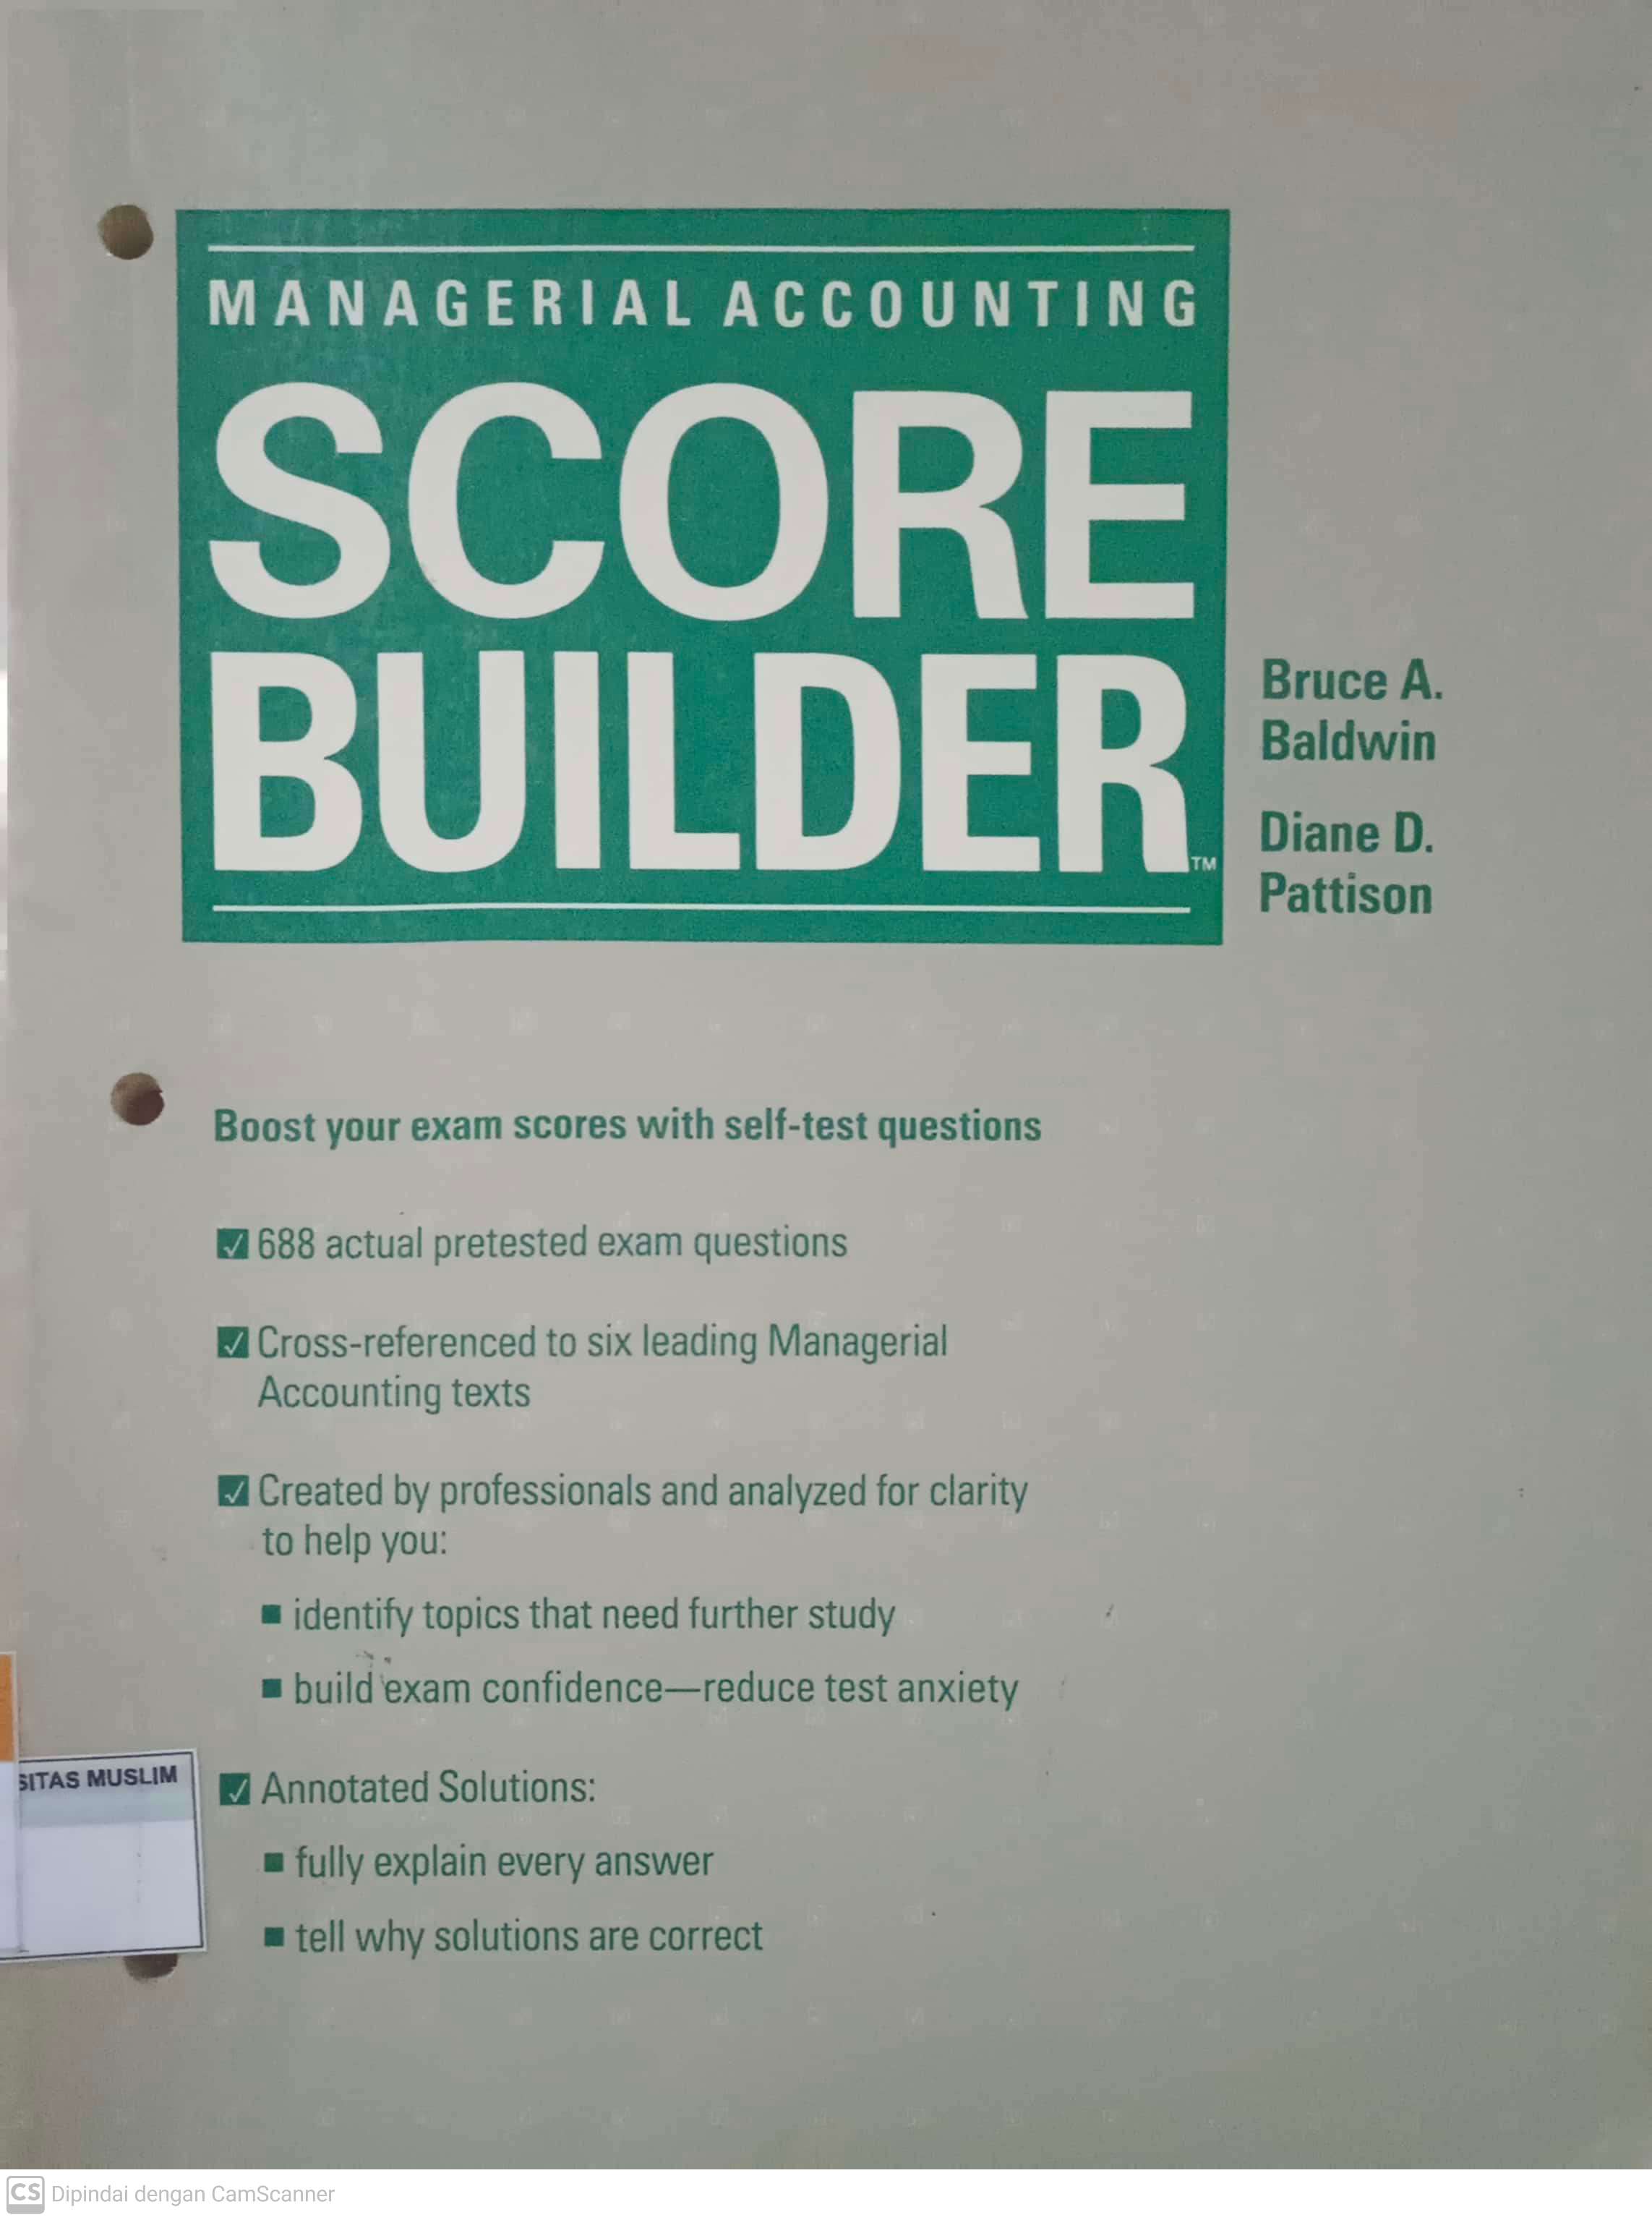 MANAGERIAL ACCOUNTING
SCORE
BUILDER™
Bruce A.
Baldwin
Diane D.
Pattison
Boost your exam scores with self-test questions
688 actual pretested exam questions
Cross-referenced to six leading Managerial
Accounting texts
Created by professionals and analyzed for clarity
to help you:
identify topics that need further study
build exam confidence—reduce test anxiety
SITAS MUSLIM
Annotated Solutions:
fully explain every answer
tell why solutions are correct
CS Dipindai dengan CamScanner